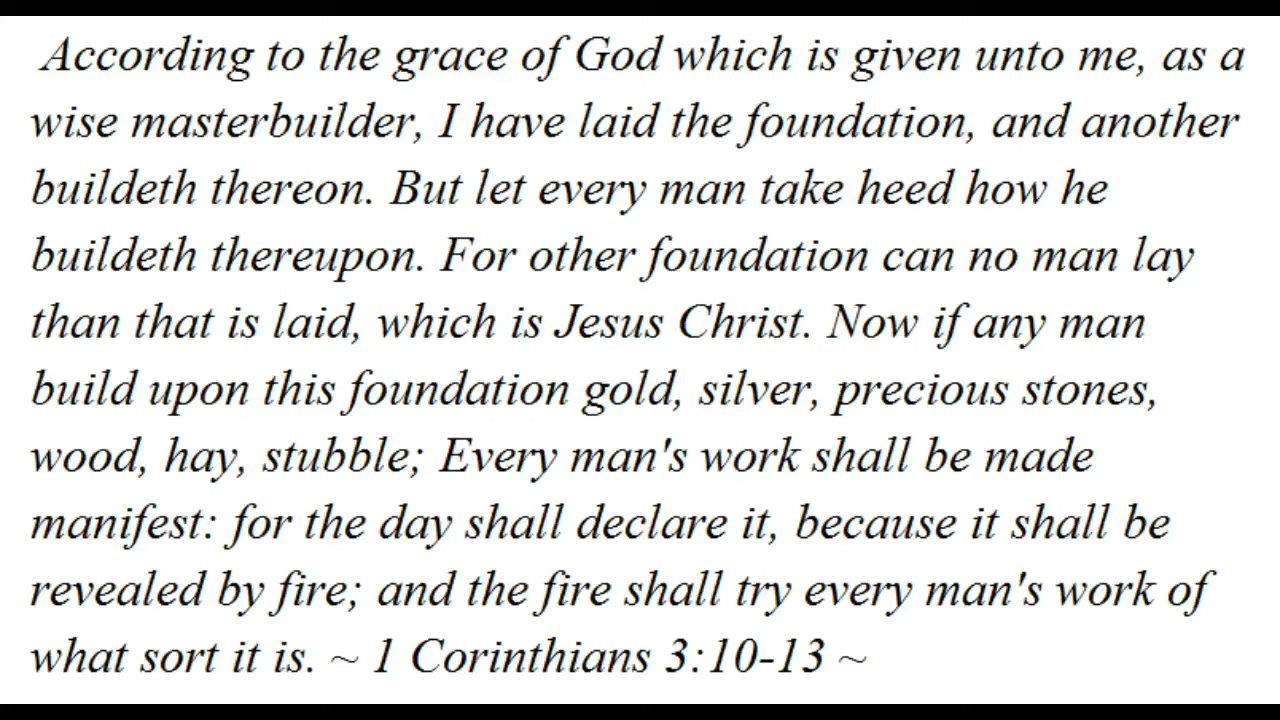 According to the grace of God which is given unto me, as a
wise masterbuilder, I have laid the foundation, and another
buildeth thereon. But let every man take heed how he
buildeth thereupon. For other foundation can no man lay
than that is laid, which is Jesus Christ. Now if any man
build upon this foundation gold, silver, precious stones,
wood, hay, stubble; Every man's work shall be made
manifest: for the day shall declare it, because it shall be
revealed by fire; and the fire shall try every man's work of
what sort it is. ~ 1 Corinthians 3:10-13 ~